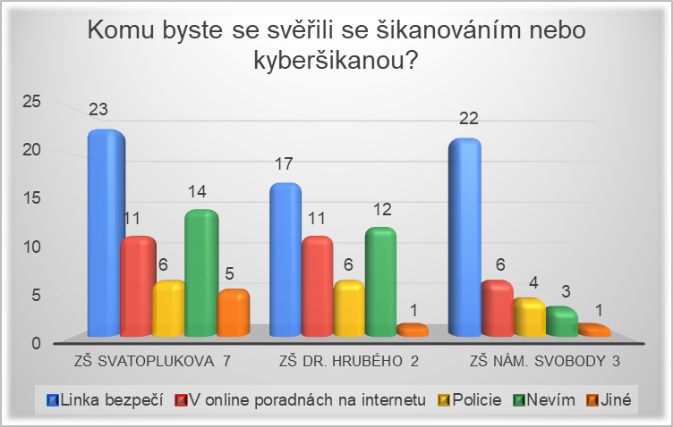 Komu byste se svěřili se šikanováním nebo
kyberšikanou?
25
20
15
10
5
0
23
11
6
14
5
17
11
6
12
1
22
6
4
3
1
ZŠ SVATOPLUKOVA 7
ZŠ DR. HRUBÉHO 2
ZŠ NÁM. SVOBODY 3
Linka bezpečí
V online poradnách na internetu
Policie
Nevím
Jiné